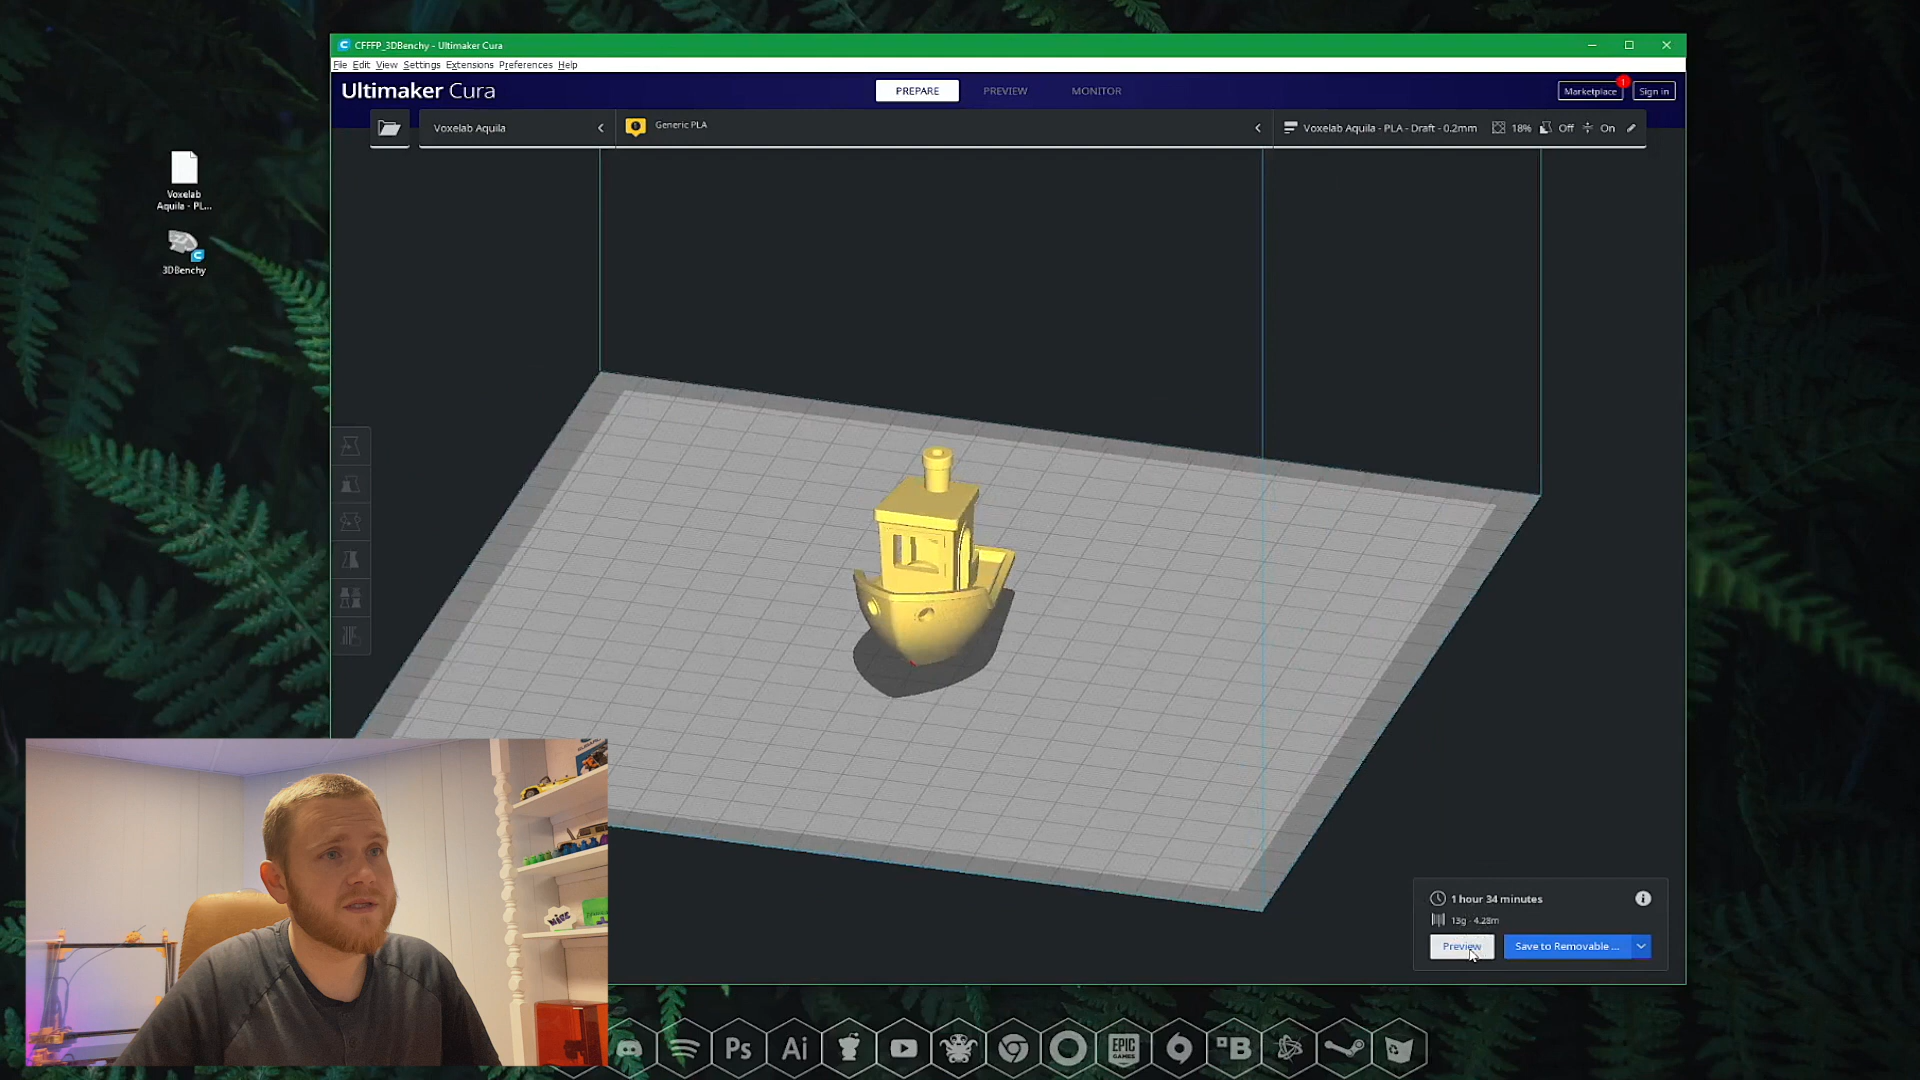 CFFFP_3DBenchy - Ultimaker Cura
File Edit View Settings Extensions Preferences Help
Ultimaker Cura
PREPARE
PREVIEW
MONITOR
Marketplace
1
Sign in
Voxelab Aquila
1
Generic PLA
Voxelab Aquila - PLA - Draft - 0.2mm
18%
Off
On
Voxelab
Aquila - PL...
3DBenchy
1 hour 34 minutes
13g · 4.28m
Preview
Save to Removable ...
Ps
Ai
EPIC
GAMES
B